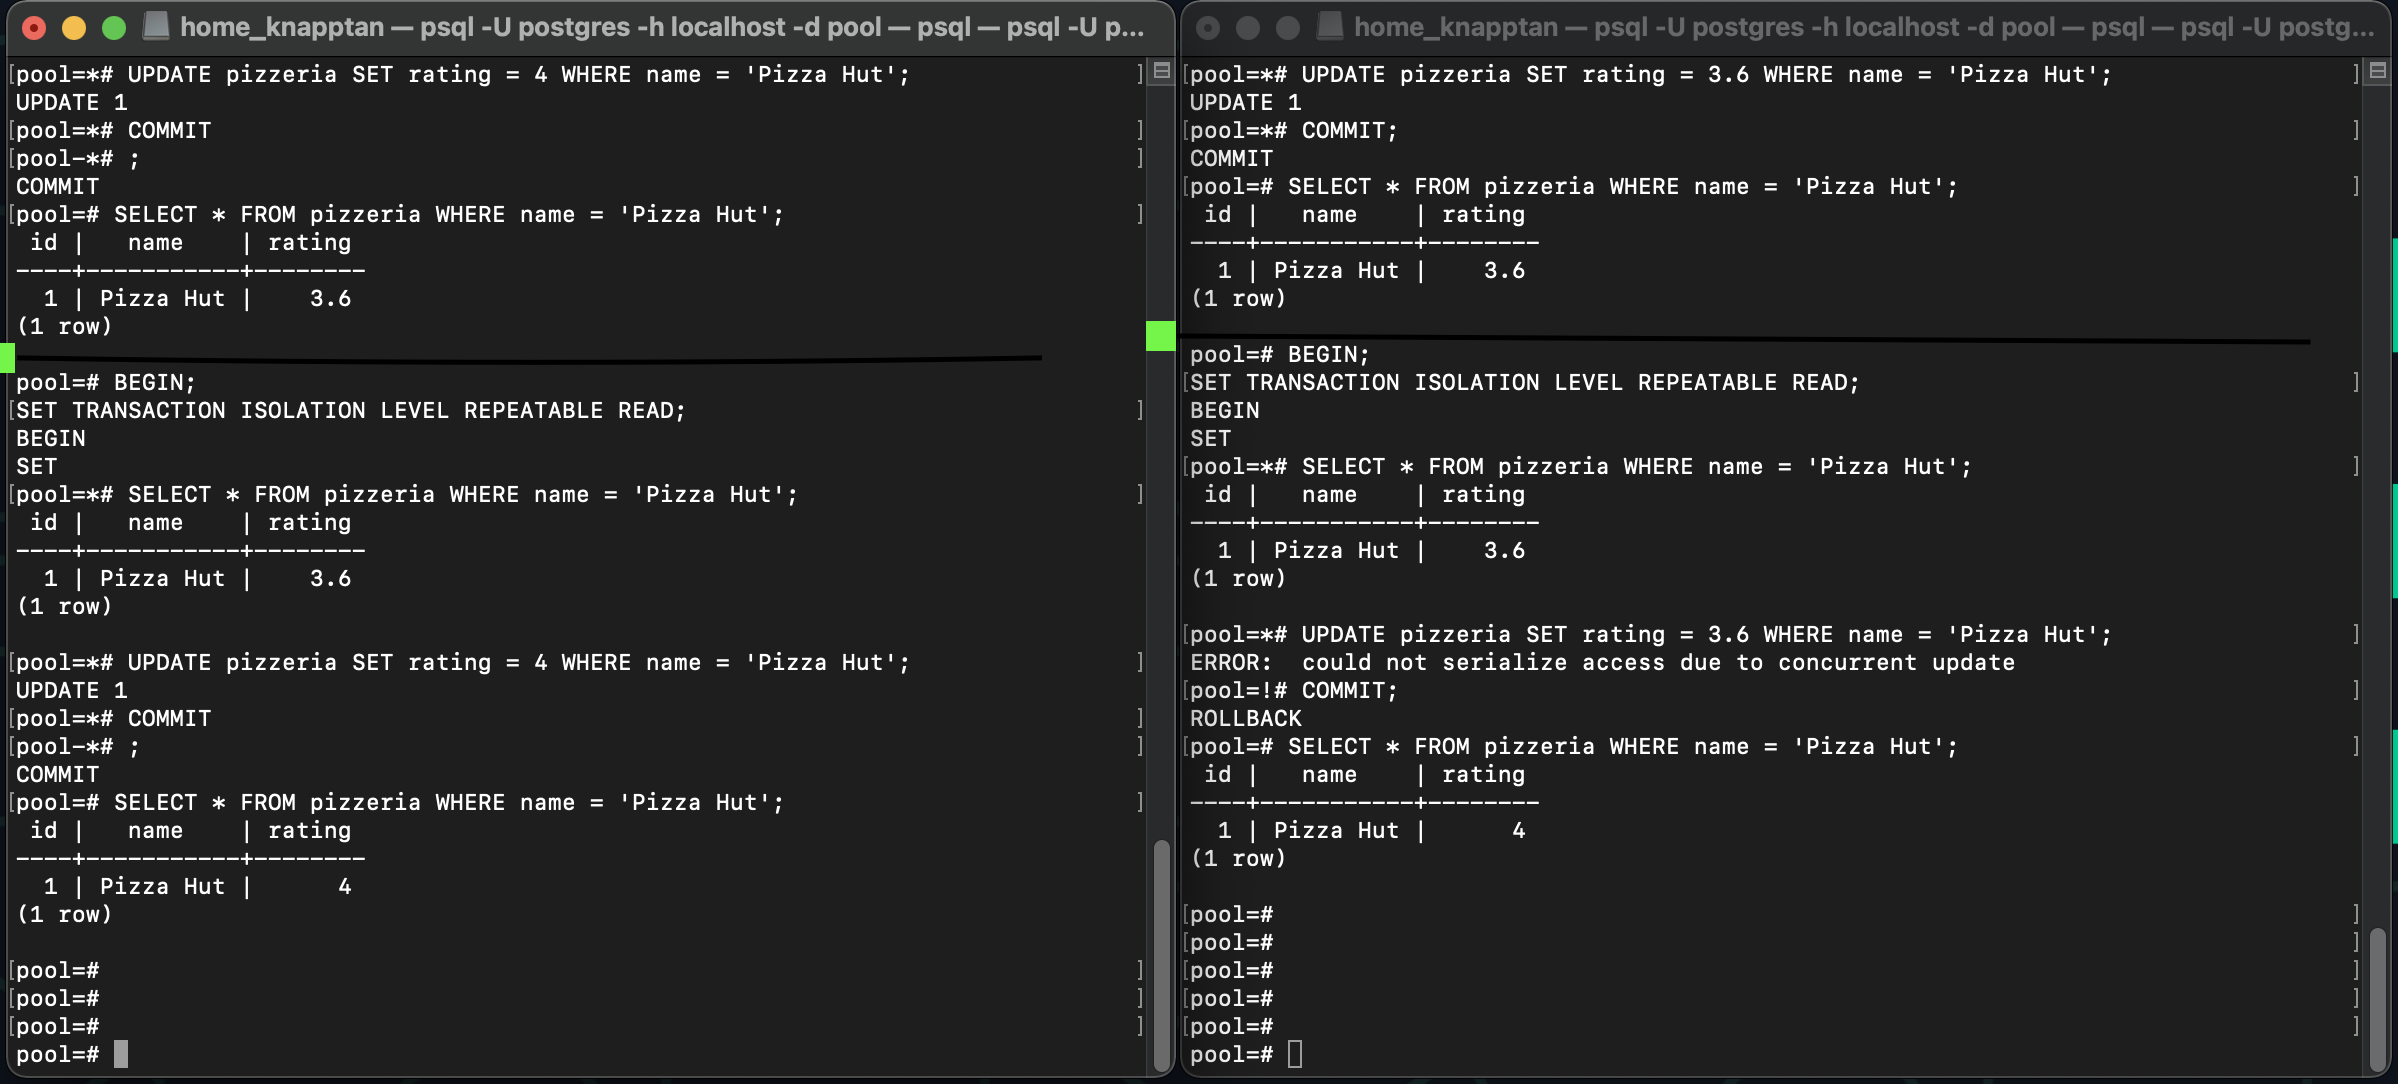 home_knapptan — psql -U postgres -h localhost -d pool — psql — psql -U p...
pool=*# UPDATE pizzeria SET rating = 4 WHERE name = 'Pizza Hut';
UPDATE 1
pool=*# COMMIT
pool-*# ;
COMMIT
pool=# SELECT * FROM pizzeria WHERE name = 'Pizza Hut';
 id |   name    | rating
----+-----------+--------
  1 | Pizza Hut |    3.6
(1 row)
pool=# BEGIN;
SET TRANSACTION ISOLATION LEVEL REPEATABLE READ;
BEGIN
SET
pool=*# SELECT * FROM pizzeria WHERE name = 'Pizza Hut';
 id |   name    | rating
----+-----------+--------
  1 | Pizza Hut |    3.6
(1 row)
pool=*# UPDATE pizzeria SET rating = 4 WHERE name = 'Pizza Hut';
UPDATE 1
pool=*# COMMIT
pool-*# ;
COMMIT
pool=# SELECT * FROM pizzeria WHERE name = 'Pizza Hut';
 id |   name    | rating
----+-----------+--------
  1 | Pizza Hut |      4
(1 row)
pool=#
pool=#
pool=#
pool=#
home_knapptan — psql -U postgres -h localhost -d pool — psql — psql -U postg...
pool=*# UPDATE pizzeria SET rating = 3.6 WHERE name = 'Pizza Hut';
UPDATE 1
pool=*# COMMIT;
COMMIT
pool=# SELECT * FROM pizzeria WHERE name = 'Pizza Hut';
 id |   name    | rating
----+-----------+--------
  1 | Pizza Hut |    3.6
(1 row)
pool=# BEGIN;
SET TRANSACTION ISOLATION LEVEL REPEATABLE READ;
BEGIN
SET
pool=*# SELECT * FROM pizzeria WHERE name = 'Pizza Hut';
 id |   name    | rating
----+-----------+--------
  1 | Pizza Hut |    3.6
(1 row)
pool=*# UPDATE pizzeria SET rating = 3.6 WHERE name = 'Pizza Hut';
ERROR:  could not serialize access due to concurrent update
pool=!# COMMIT;
ROLLBACK
pool=# SELECT * FROM pizzeria WHERE name = 'Pizza Hut';
 id |   name    | rating
----+-----------+--------
  1 | Pizza Hut |      4
(1 row)
pool=#
pool=#
pool=#
pool=#
pool=#
pool=#